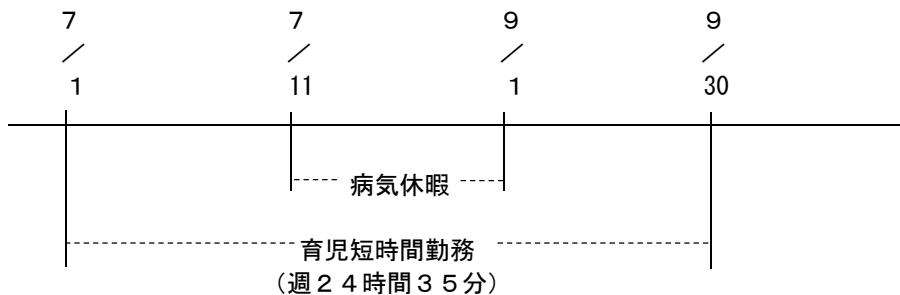 ７ ７ ９ ９
／ ／ ／ ／
１ 11 １ 30
病気休暇
育児短時間勤務
（週２４時間３５分）